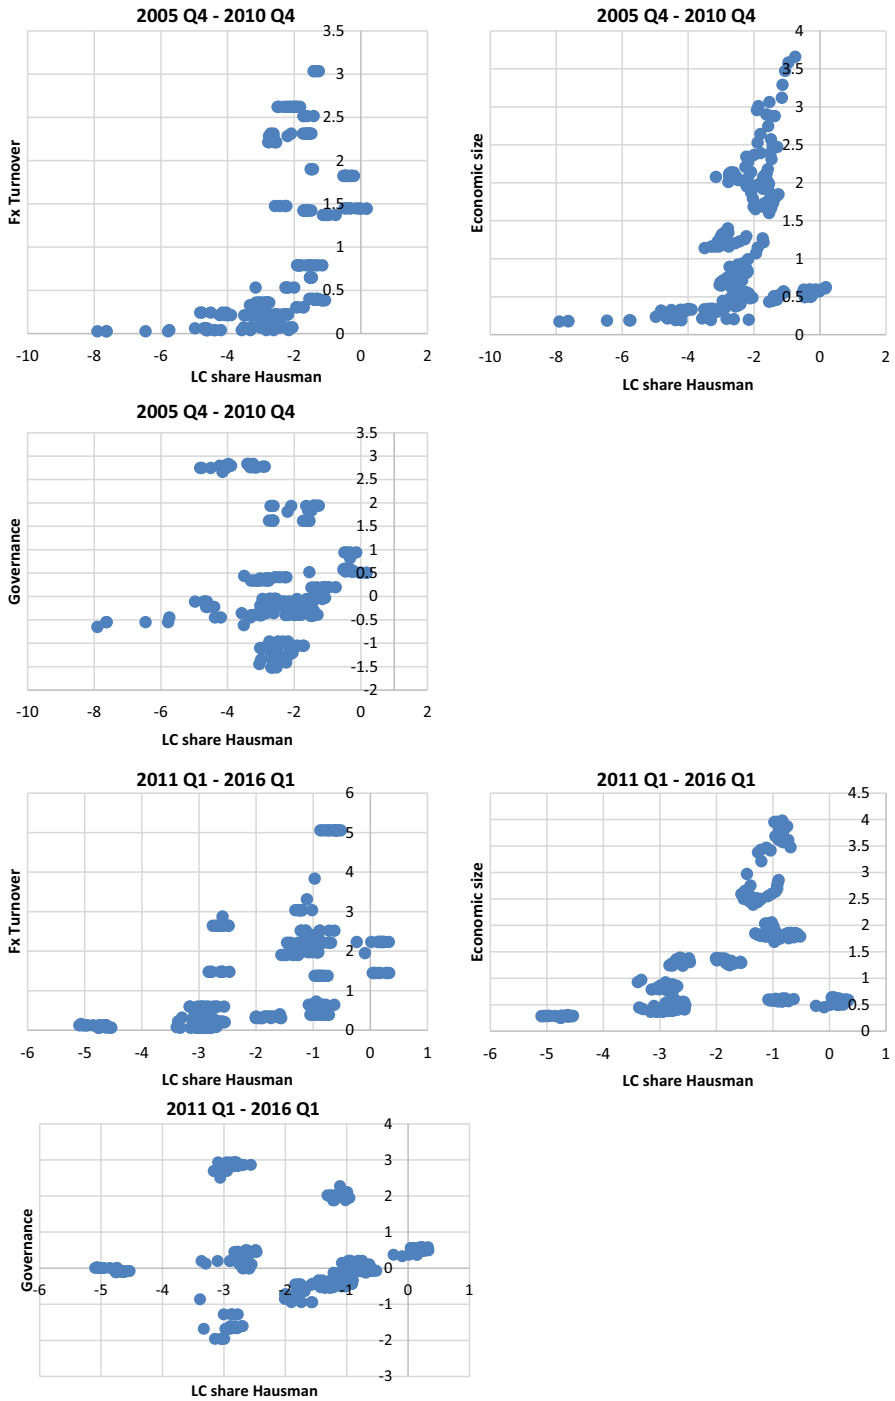 2005 Q4 - 2010 Q4
3.5
3
2.5
2
1.5
1
0.5
0
Fx Turnover
-10 -8 -6 -4 -2 0 2
LC share Hausman
2005 Q4 - 2010 Q4
4
3.5
3
2.5
2
1.5
1
0.5
0
Economic size
-10 -8 -6 -4 -2 0 2
LC share Hausman
2005 Q4 - 2010 Q4
3.5
3
2.5
2
1.5
1
0.5
0
-0.5
-1
-1.5
-2
Governance
-10 -8 -6 -4 -2 0 2
LC share Hausman
2011 Q1 - 2016 Q1
6
5
4
3
2
1
0
Fx Turnover
-6 -5 -4 -3 -2 -1 0 1
LC share Hausman
2011 Q1 - 2016 Q1
4.5
4
3.5
3
2.5
2
1.5
1
0.5
0
Economic size
-6 -5 -4 -3 -2 -1 0 1
LC share Hausman
2011 Q1 - 2016 Q1
4
3
2
1
0
-1
-2
-3
Governance
-6 -5 -4 -3 -2 -1 0 1
LC share Hausman